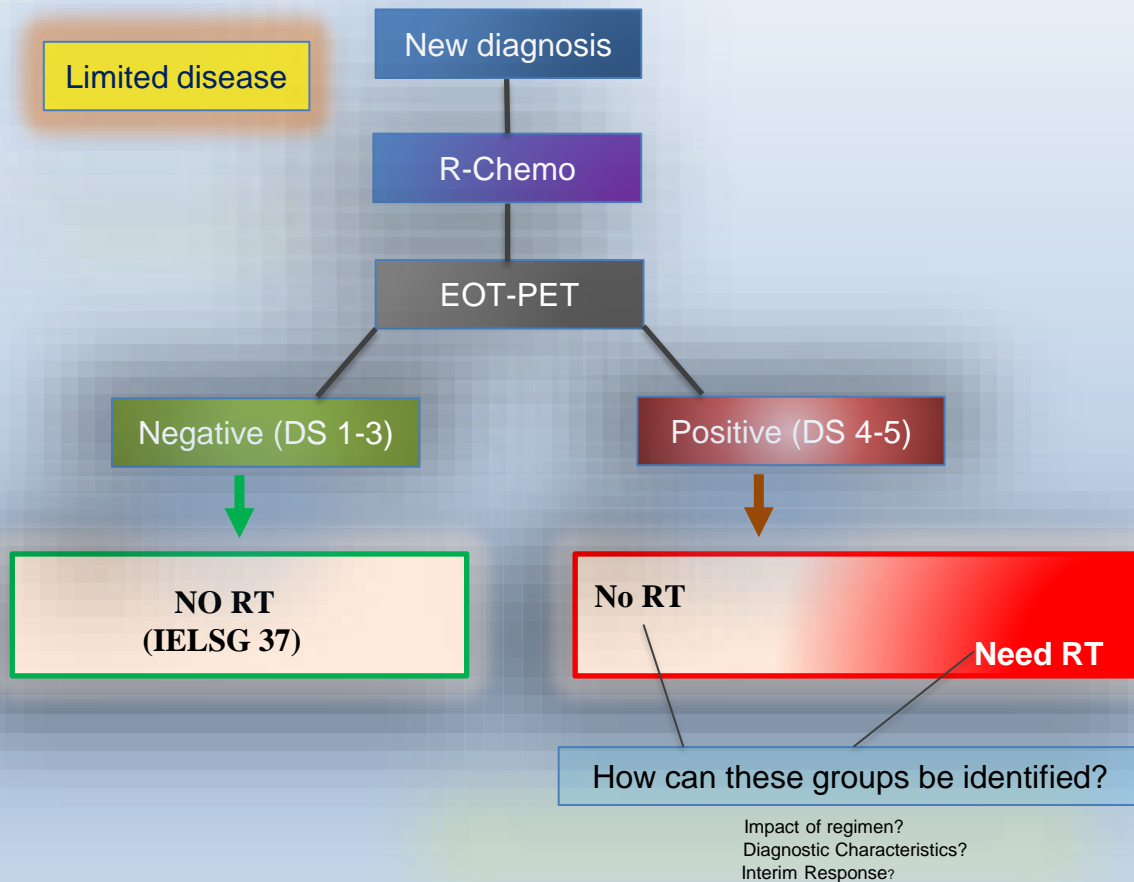 New diagnosis
Limited disease
R-Chemo
EOT-PET
Negative (DS 1-3)
Positive (DS 4-5)
NO RT
(IELSG 37)
No RT
Need RT
How can these groups be identified?
Impact of regimen?
Diagnostic Characteristics?
Interim Response?